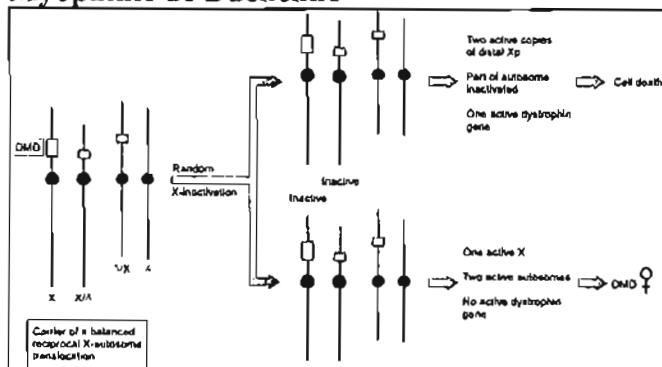 Myopathie de Duchenne
DMD
X
X/A
A/X
A
Carrier of a balanced
reciprocal X-autosome
translocation
Random
X-inactivation
Inactive
Inactive
Two active copies
of distal Xp
Part of autosome
inactivated
One active dystrophin
gene
Cell death
One active X
Two active autosomes
No active dystrophin
gene
DMD ♀